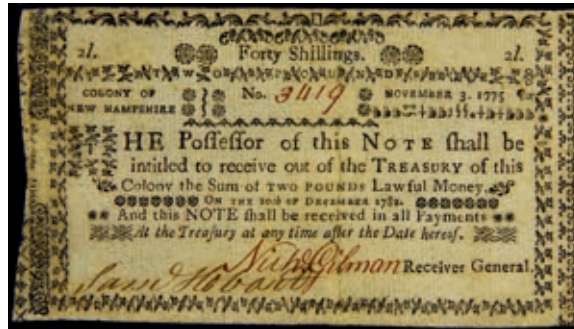 2l. Forty Shillings. 2l.
COLONY OF No. 3419 NOVEMBER 3. 1775
NEW HAMPSHIRE
THE Poſſeſſor of this NOTE ſhall be
intitled to receive out of the TREASURY of this
Colony the Sum of TWO POUNDS Lawful Money,
ON THE 20th OF DECEMBER 1782.
And this NOTE ſhall be received in all Payments
At the Treaſury at any time after the Date hereof.
Nichs Gilman Receiver General.
Sam Hobart